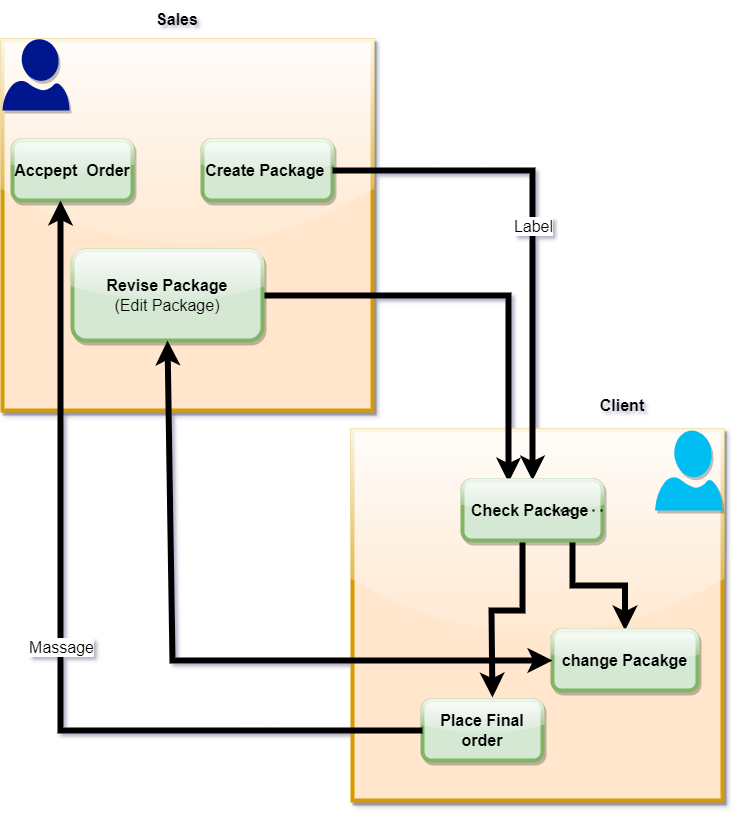 Sales
Accpept Order
Create Package
Label
Revise Package
(Edit Package)
Client
Check Package
change Pacakge
Massage
Place Final
order